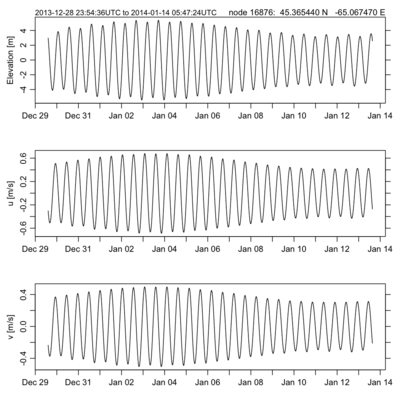 2013-12-28 23:54:36UTC to 2014-01-14 05:47:24UTC node 16876: 45.365440 N -65.067470 E
Elevation [m]
4
2
0
-4
Dec 29 Dec 31 Jan 02 Jan 04 Jan 06 Jan 08 Jan 10 Jan 12 Jan 14
u [m/s]
0.6
0.2
-0.2
-0.6
Dec 29 Dec 31 Jan 02 Jan 04 Jan 06 Jan 08 Jan 10 Jan 12 Jan 14
v [m/s]
0.4
0.0
-0.4
Dec 29 Dec 31 Jan 02 Jan 04 Jan 06 Jan 08 Jan 10 Jan 12 Jan 14